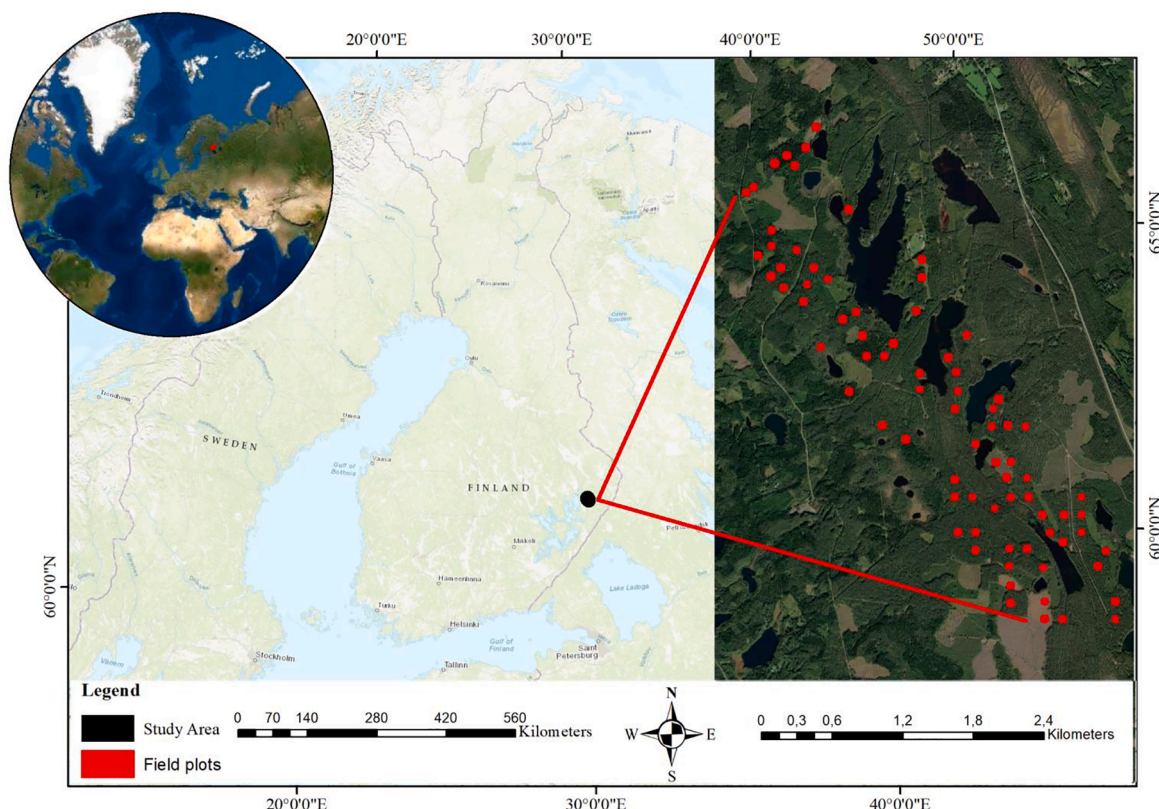 20°0'0"E 30°0'0"E 40°0'0"E 50°0'0"E
65°0'0"N
60°0'0"N
60°0'0"N
Murmansk
Apatity
Rovaniemi
Oulu
Trondheim
Umea
SWEDEN
Gulf of
Bothnia
Vaasa
FINLAND
Mikkeli
Hameenlinna
Lake Ladoga
Turku
Helsinki
Gulf of
Finland
Saint
Petersburg
Stockholm
Tallinn
Vanern
Legend
Study Area
Field plots
0 70 140 280 420 560
Kilometers
N
W E
S
0 0,3 0,6 1,2 1,8 2,4
Kilometers
20°0'0"E 30°0'0"E 40°0'0"E